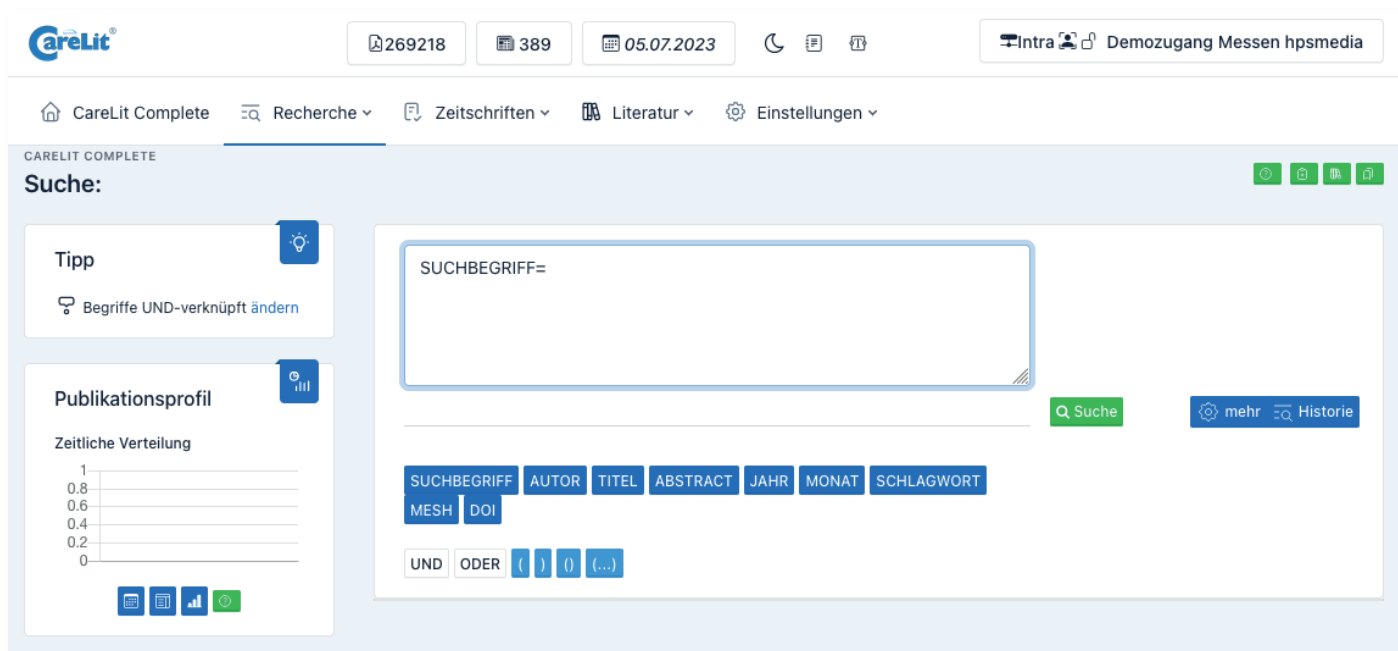 CareLit®
269218 389 05.07.2023 Intra Demozugang Messen hpsmedia
CareLit Complete Recherche Zeitschriften Literatur Einstellungen
CARELIT COMPLETE
Suche:
Tipp
Begriffe UND-verknüpft ändern
Publikationsprofil
Zeitliche Verteilung
1
0.8
0.6
0.4
0.2
0
SUCHBEGRIFF=
Suche mehr Historie
SUCHBEGRIFF AUTOR TITEL ABSTRACT JAHR MONAT SCHLAGWORT
MESH DOI
UND ODER ( ) () (...)